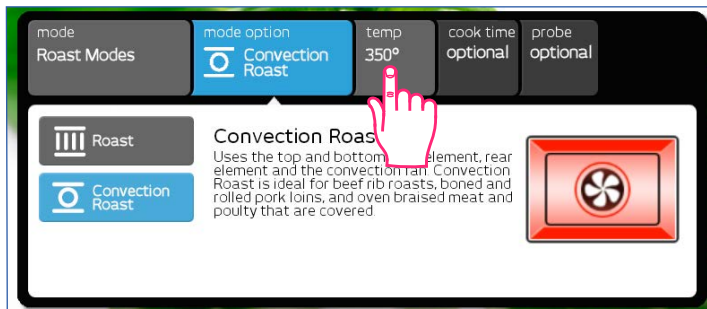 mode
Roast Modes
mode option
Convection
Roast
temp
350°
cook time
optional
probe
optional
Roast
Convection
Roast
Convection Roas
Uses the top and bottom element, rear
element and the convection fan. Convection
Roast is ideal for beef rib roasts, boned and
rolled pork loins, and oven braised meat and
poulty that are covered.